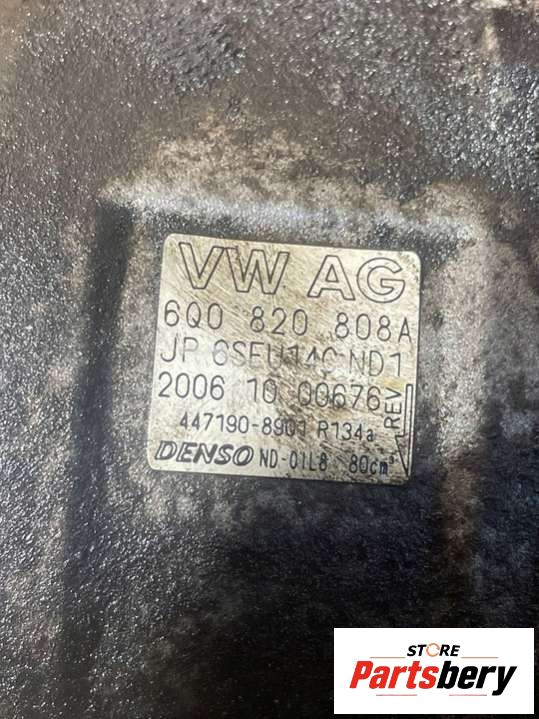 VW AG
6Q0 820 808A
JP 6SEU14C ND1
2006 10 00676
REV
447190-8901 R134a
DENSO ND-OIL8 80cm³
STORE
Partsbery